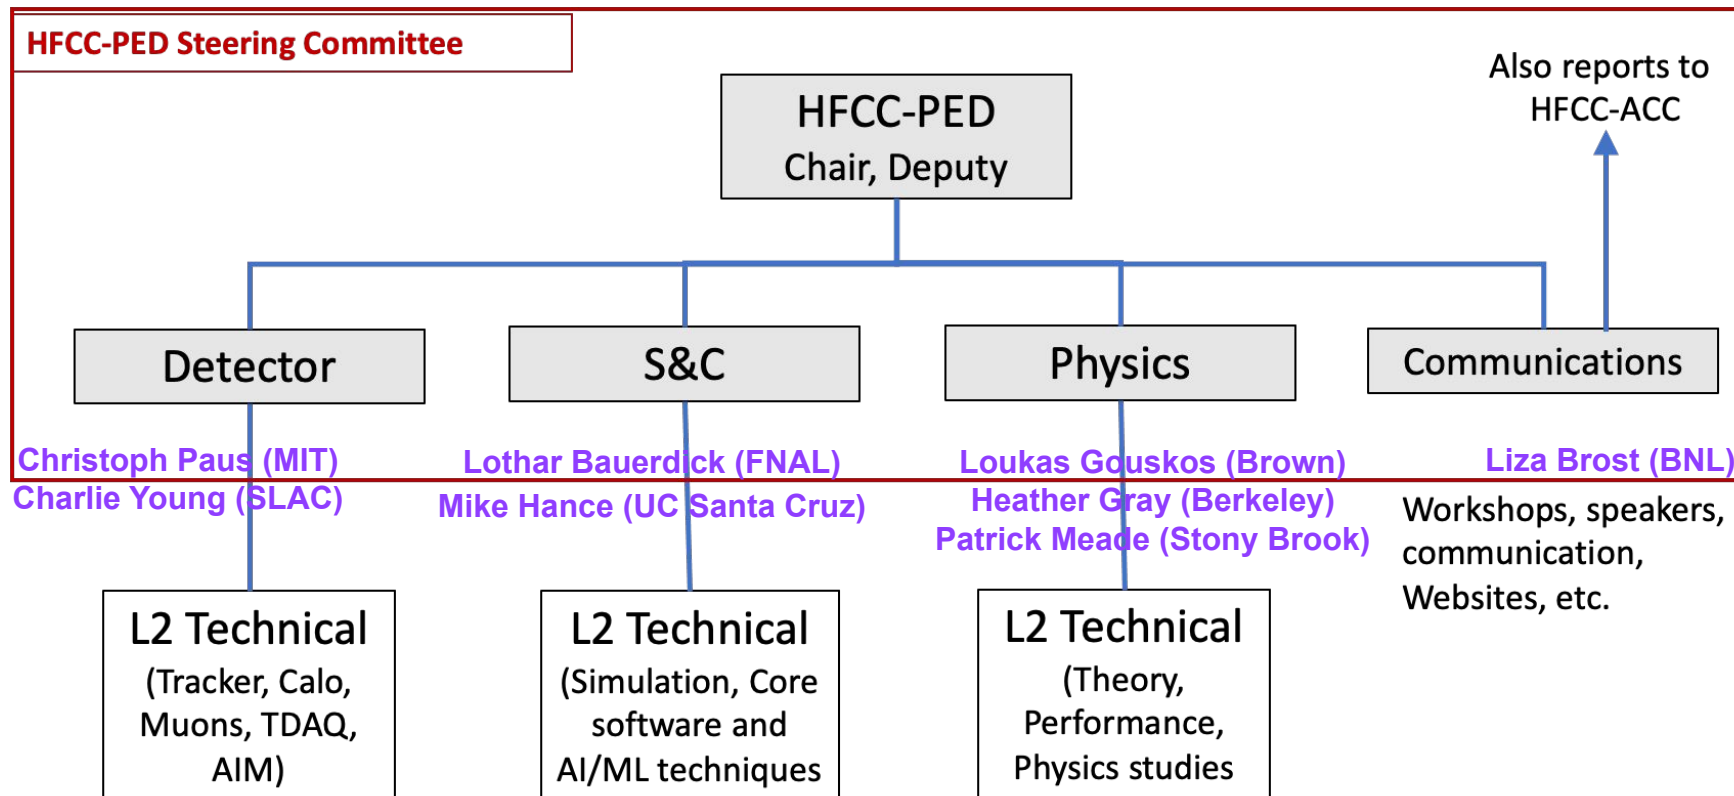 HFCC-PED Steering Committee
Also reports to
HFCC-ACC
HFCC-PED
Chair, Deputy
Detector
S&C
Physics
Communications
Christoph Paus (MIT)
Charlie Young (SLAC)
Lothar Bauerdick (FNAL)
Mike Hance (UC Santa Cruz)
Loukas Gouskos (Brown)
Heather Gray (Berkeley)
Patrick Meade (Stony Brook)
Liza Brost (BNL)
Workshops, speakers,
communication,
Websites, etc.
L2 Technical
(Tracker, Calo,
Muons, TDAQ,
AIM)
L2 Technical
(Simulation, Core
software and
AI/ML techniques
L2 Technical
(Theory,
Performance,
Physics studies